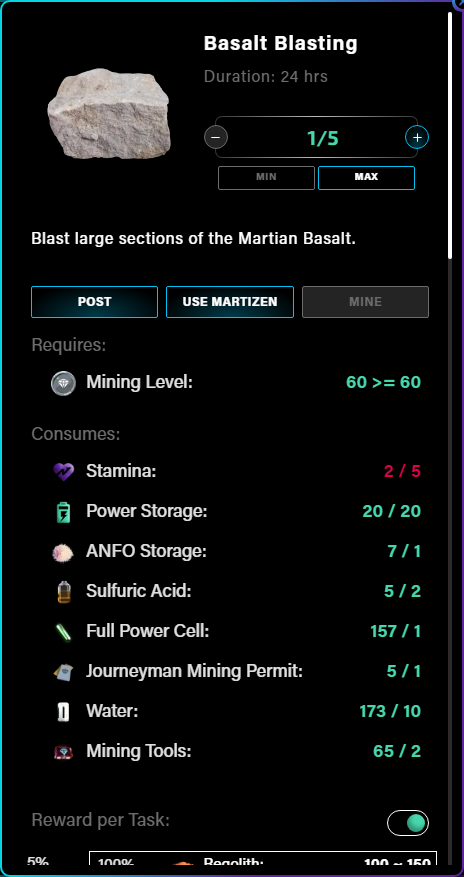 Basalt Blasting
Duration: 24 hrs
1/5
MIN MAX
Blast large sections of the Martian Basalt.
POST USE MARTIZEN MINE
Requires:
Mining Level: 60 >= 60
Consumes:
Stamina: 2 / 5
Power Storage: 20 / 20
ANFO Storage: 7 / 1
Sulfuric Acid: 5 / 2
Full Power Cell: 157 / 1
Journeyman Mining Permit: 5 / 1
Water: 173 / 10
Mining Tools: 65 / 2
Reward per Task:
5% 100% Regolith: 100 ~ 150